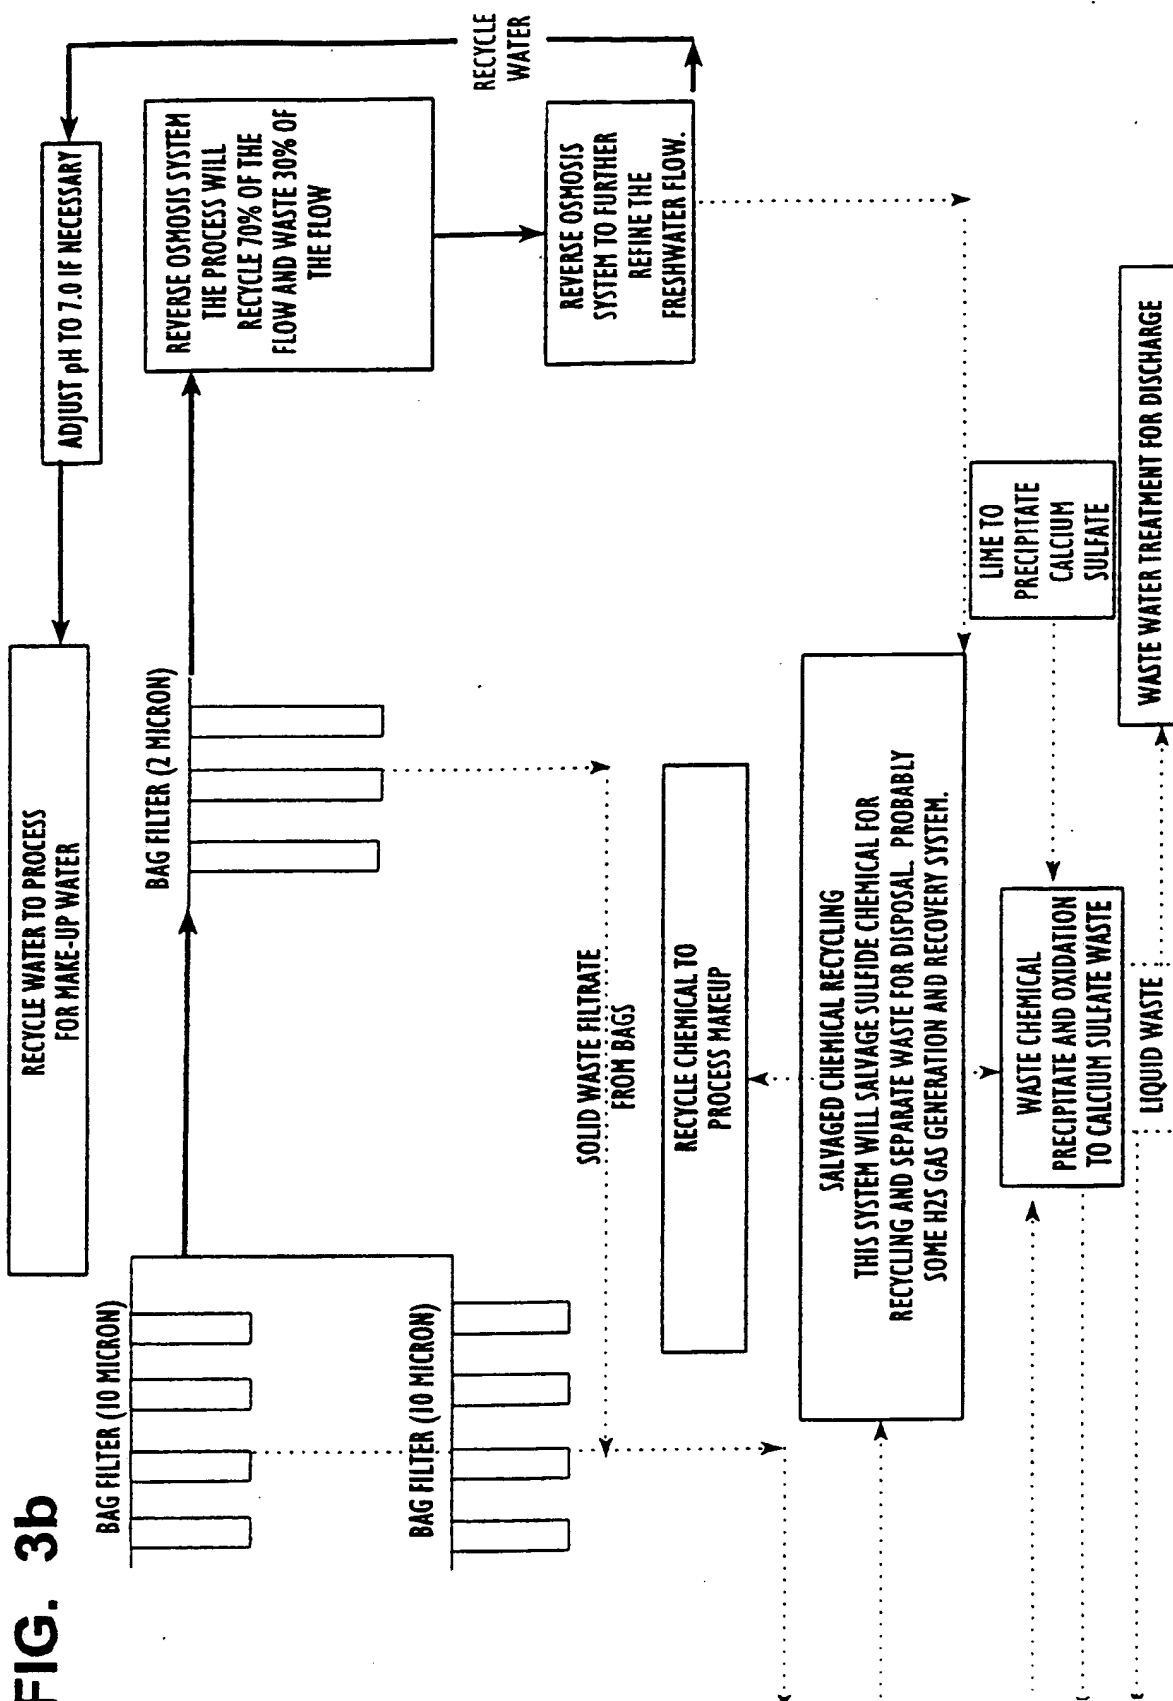 FIG. 3b
RECYCLE WATER TO PROCESS
FOR MAKE-UP WATER
ADJUST pH TO 7.0 IF NECESSARY
BAG FILTER (10 MICRON)
BAG FILTER (2 MICRON)
REVERSE OSMOSIS SYSTEM
THE PROCESS WILL
RECYCLE 70% OF THE
FLOW AND WASTE 30% OF
THE FLOW
BAG FILTER (10 MICRON)
RECYCLE
WATER
SOLID WASTE FILTRATE
FROM BAGS
REVERSE OSMOSIS
SYSTEM TO FURTHER
REFINE THE
FRESHWATER FLOW.
RECYCLE CHEMICAL TO
PROCESS MAKEUP
SALVAGED CHEMICAL RECYCLING
THIS SYSTEM WILL SALVAGE SULFIDE CHEMICAL FOR
RECYCLING AND SEPARATE WASTE FOR DISPOSAL. PROBABLY
SOME H2S GAS GENERATION AND RECOVERY SYSTEM.
LIME TO
PRECIPITATE
CALCIUM
SULFATE
WASTE CHEMICAL
PRECIPITATE AND OXIDATION
TO CALCIUM SULFATE WASTE
LIQUID WASTE
WASTE WATER TREATMENT FOR DISCHARGE